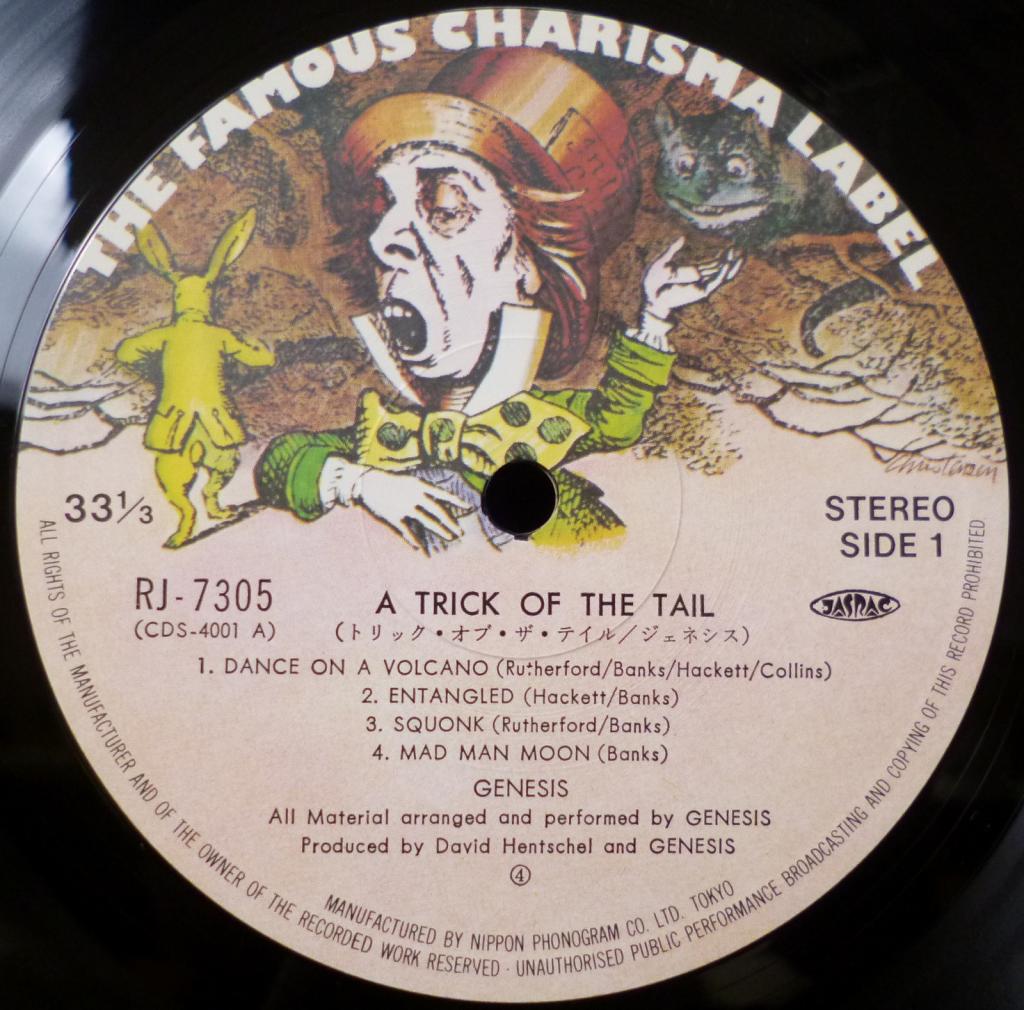 THE FAMOUS CHARISMA LABEL
33⅓
STEREO
SIDE 1
RJ-7305
(CDS-4001 A)
JASRAC
A TRICK OF THE TAIL
(トリック・オブ・ザ・テイル/ジェネシス)
1. DANCE ON A VOLCANO (Rutherford/Banks/Hackett/Collins)
2. ENTANGLED (Hackett/Banks)
3. SQUONK (Rutherford/Banks)
4. MAD MAN MOON (Banks)
GENESIS
All Material arranged and performed by GENESIS
Produced by David Hentschel and GENESIS
④
MANUFACTURED BY NIPPON PHONOGRAM CO. LTD. TOKYO
ALL RIGHTS OF THE MANUFACTURER AND OF THE OWNER OF THE RECORDED WORK RESERVED · UNAUTHORISED PUBLIC PERFORMANCE BROADCASTING AND COPYING OF THIS RECORD PROHIBITED